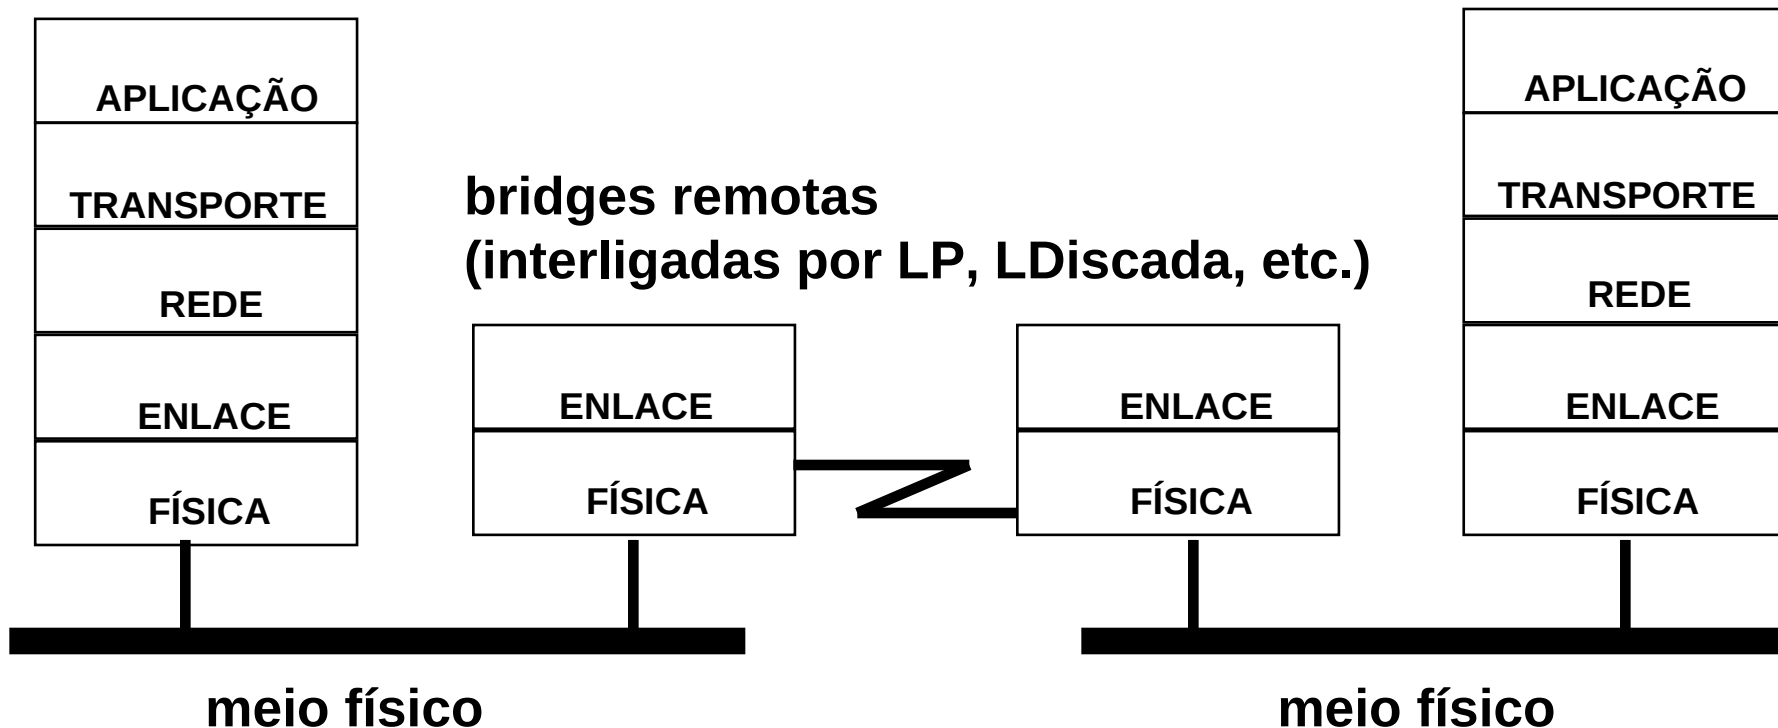 APLICAÇÃO
TRANSPORTE
REDE
ENLACE
FÍSICA
bridges remotas
(interligadas por LP, LDiscada, etc.)
ENLACE
FÍSICA
ENLACE
FÍSICA
APLICAÇÃO
TRANSPORTE
REDE
ENLACE
FÍSICA
meio físico
meio físico